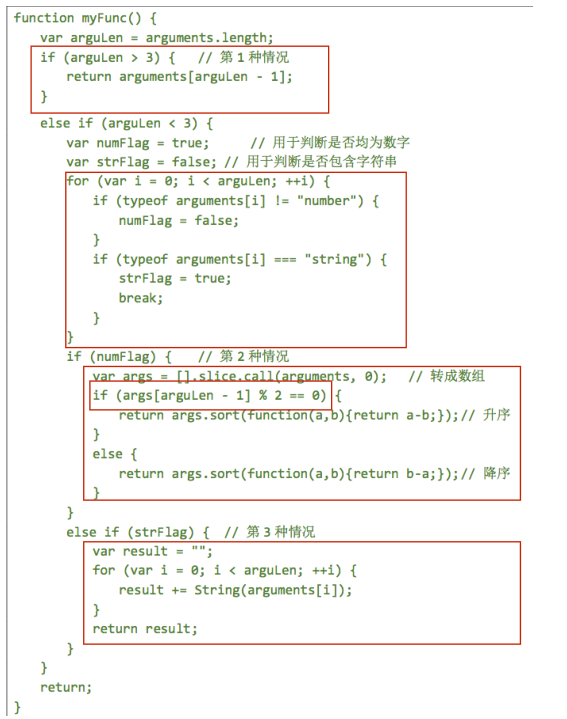 function myFunc() {
var arguLen = arguments.length;
if (arguLen > 3) {   // 第1种情况
return arguments[arguLen - 1];
}
else if (arguLen < 3) {
var numFlag = true;      // 用于判断是否均为数字
var strFlag = false; // 用于判断是否包含字符串
for (var i = 0; i < arguLen; ++i) {
if (typeof arguments[i] != "number") {
numFlag = false;
}
if (typeof arguments[i] === "string") {
strFlag = true;
break;
}
}
if (numFlag) {   // 第2种情况
var args = [].slice.call(arguments, 0);   // 转成数组
if (args[arguLen - 1] % 2 == 0) {
return args.sort(function(a,b){return a-b;});// 升序
}
else {
return args.sort(function(a,b){return b-a;});// 降序
}
}
else if (strFlag) {  // 第3种情况
var result = "";
for (var i = 0; i < arguLen; ++i) {
result += String(arguments[i]);
}
return result;
}
}
return;
}